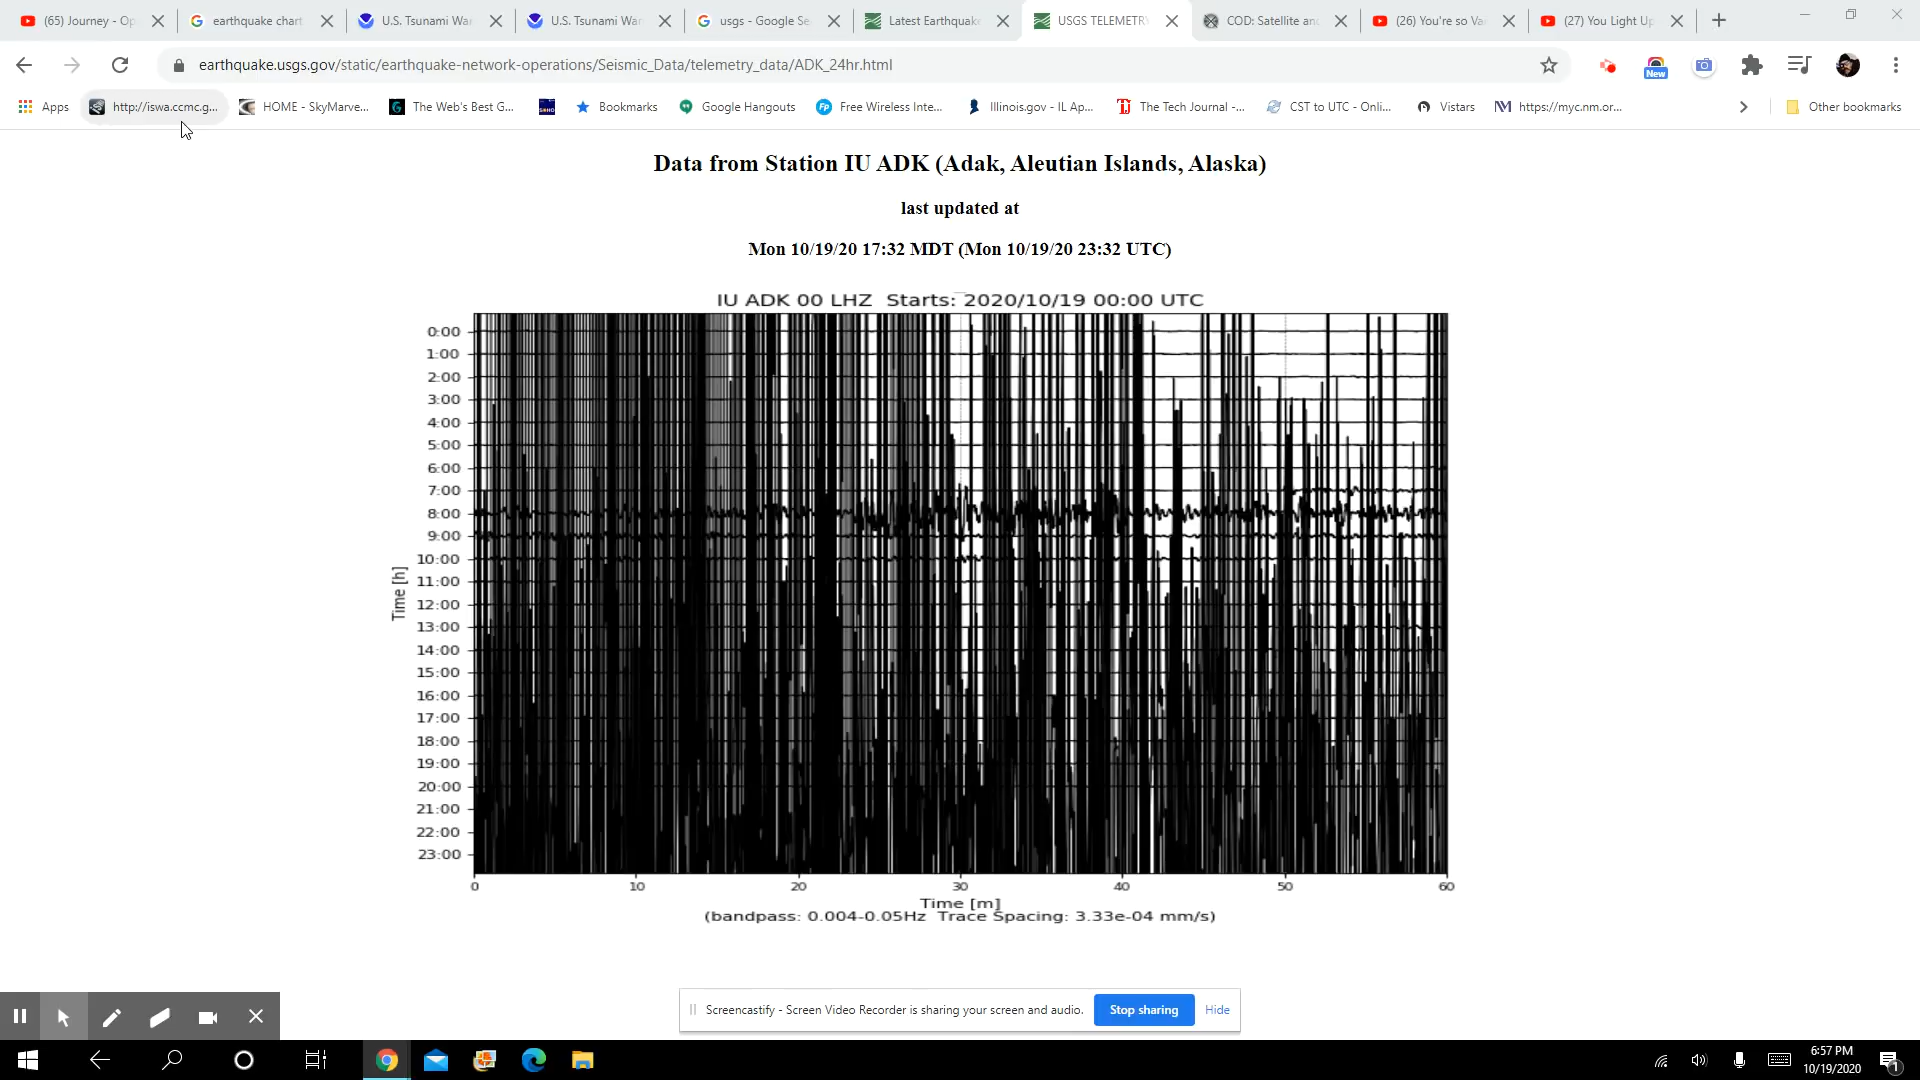 (65) Journey - Op
earthquake chart
U.S. Tsunami War
U.S. Tsunami War
usgs - Google Se
Latest Earthquake
USGS TELEMETRY
COD: Satellite an
(26) You're so Va
(27) You Light Up
earthquake.usgs.gov/static/earthquake-network-operations/Seismic_Data/telemetry_data/ADK_24hr.html
New
Apps
http://iswa.ccmc.g...
HOME - SkyMarve...
The Web's Best G...
Bookmarks
Google Hangouts
Free Wireless Inte...
Illinois.gov - IL Ap...
The Tech Journal -...
CST to UTC - Onli...
Vistars
https://myc.nm.or...
Other bookmarks
Data from Station IU ADK (Adak, Aleutian Islands, Alaska)
last updated at
Mon 10/19/20 17:32 MDT (Mon 10/19/20 23:32 UTC)
IU ADK 00 LHZ Starts: 2020/10/19 00:00 UTC
0:00
1:00
2:00
3:00
4:00
5:00
6:00
7:00
8:00
9:00
10:00
11:00
12:00
13:00
14:00
15:00
16:00
17:00
18:00
19:00
20:00
21:00
22:00
23:00
Time [h]
0 10 20 30 40 50 60
Time [m]
(bandpass: 0.004-0.05Hz Trace Spacing: 3.33e-04 mm/s)
Screencastify - Screen Video Recorder is sharing your screen and audio.
Stop sharing
Hide
6:57 PM
10/19/2020
1